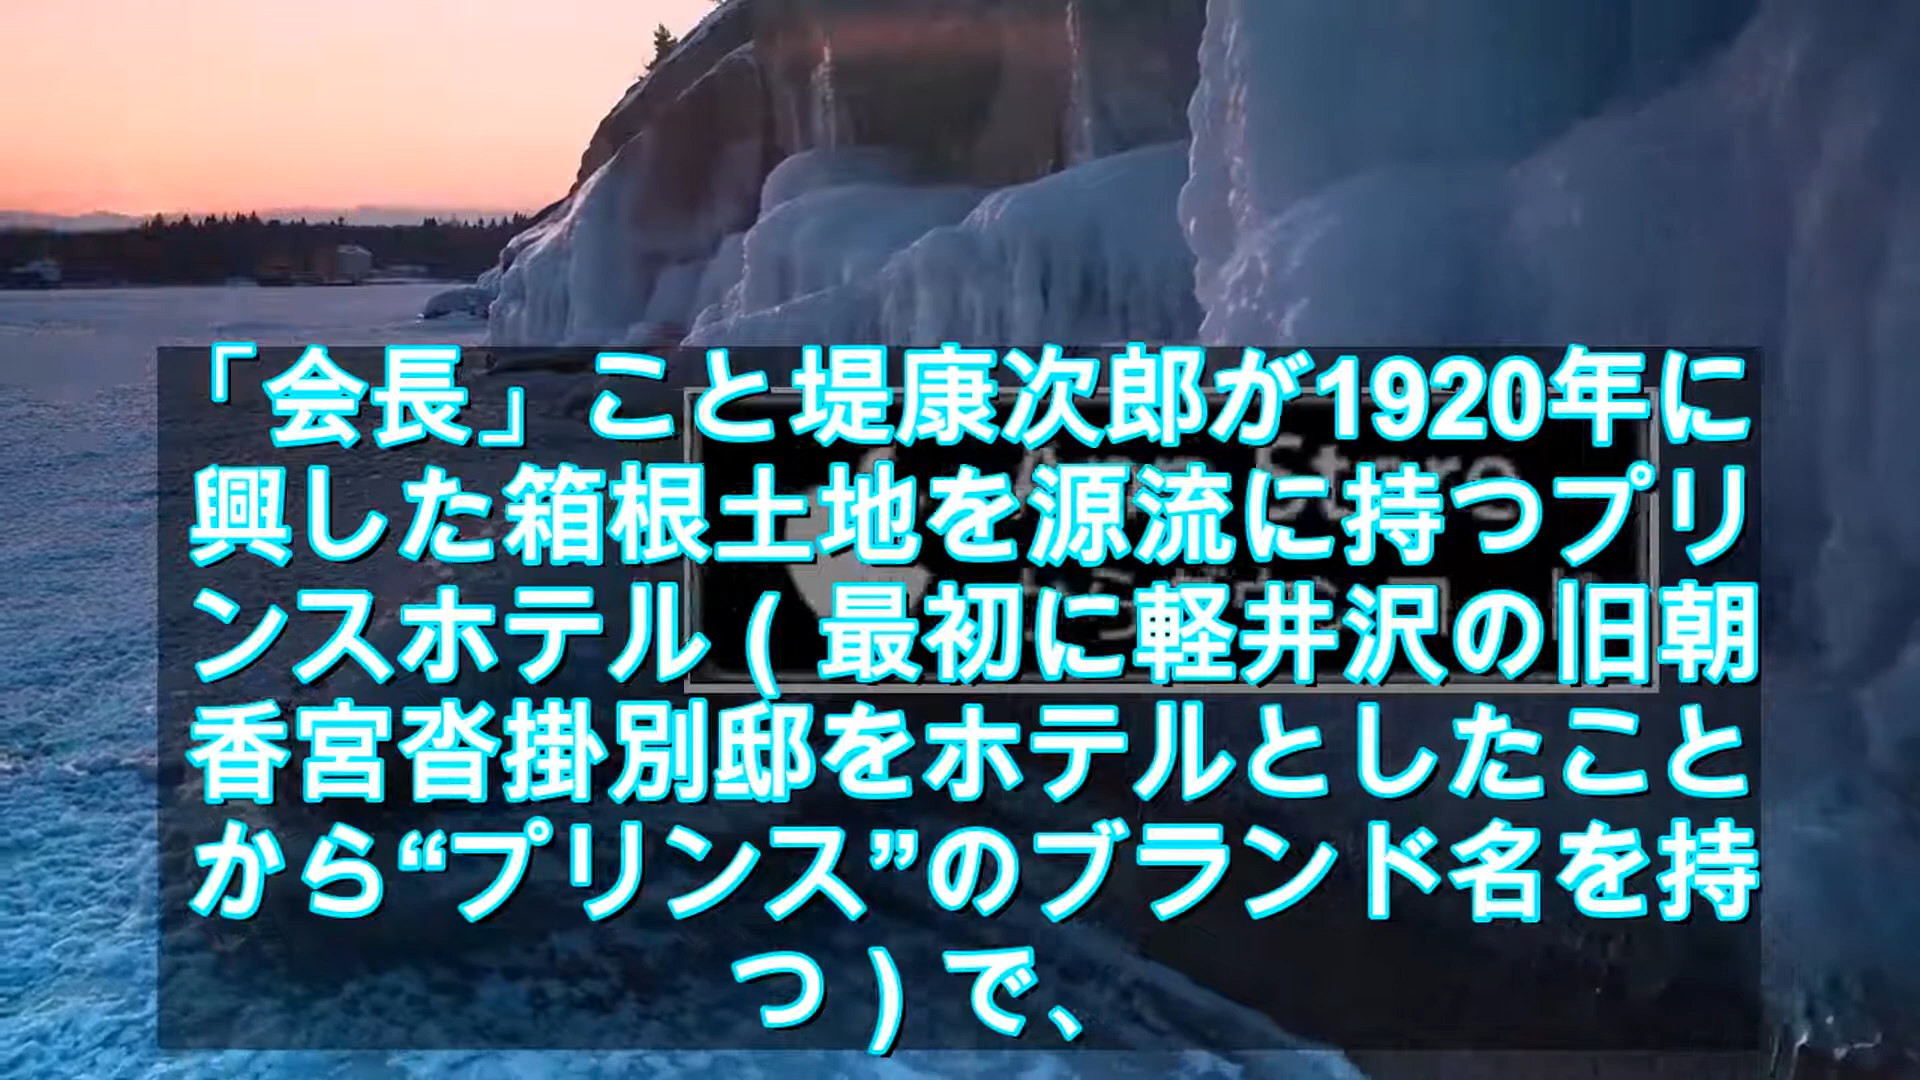 「会長」こと堤康次郎が1920年に
興した箱根土地を源流に持つプリ
ンスホテル（最初に軽井沢の旧朝
香宮沓掛別邸をホテルとしたこと
から“プリンス”のブランド名を持
つ）で、
App Store